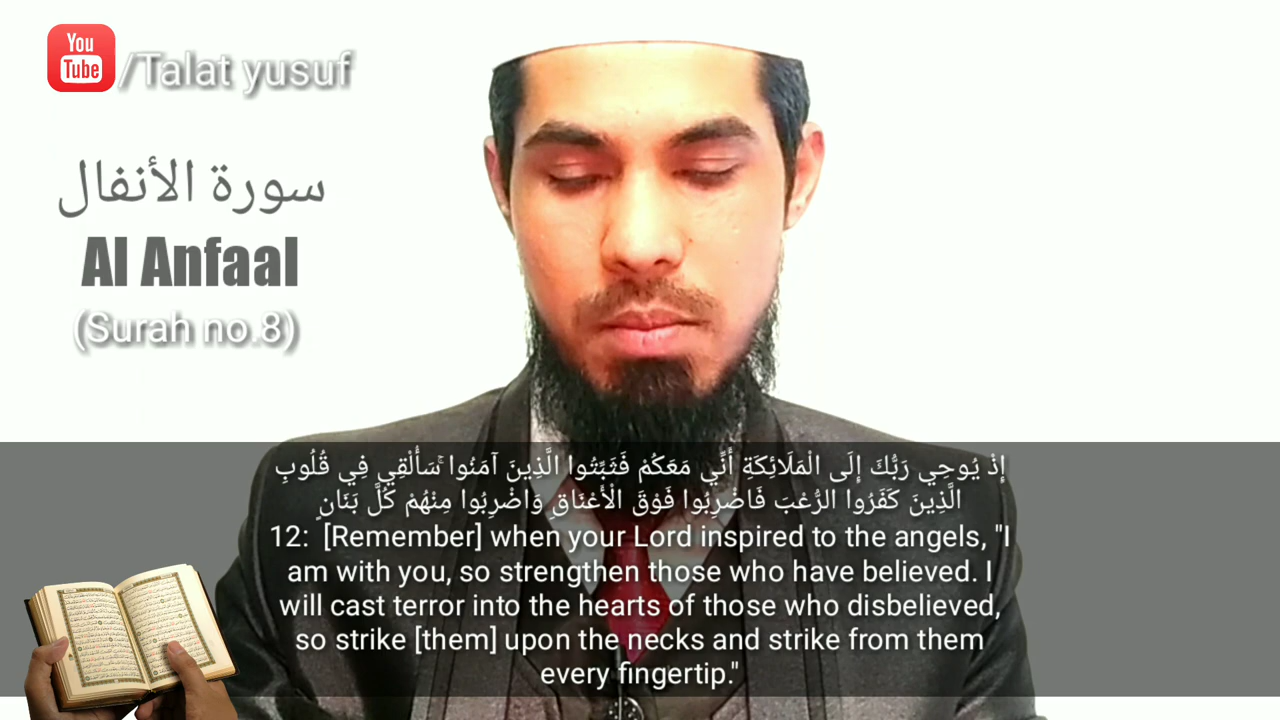 You
Tube
/Talat yusuf
سورة الأنفال
Al Anfaal
(Surah no.8)
إِذْ يُوحِي رَبُّكَ إِلَى الْمَلَائِكَةِ أَنِّي مَعَكُمْ فَثَبِّتُوا الَّذِينَ آمَنُوا ۚ سَأُلْقِي فِي قُلُوبِ
الَّذِينَ كَفَرُوا الرُّعْبَ فَاضْرِبُوا فَوْقَ الْأَعْنَاقِ وَاضْرِبُوا مِنْهُمْ كُلَّ بَنَانٍ
12:  [Remember] when your Lord inspired to the angels, "I
am with you, so strengthen those who have believed. I
will cast terror into the hearts of those who disbelieved,
so strike [them] upon the necks and strike from them
every fingertip."